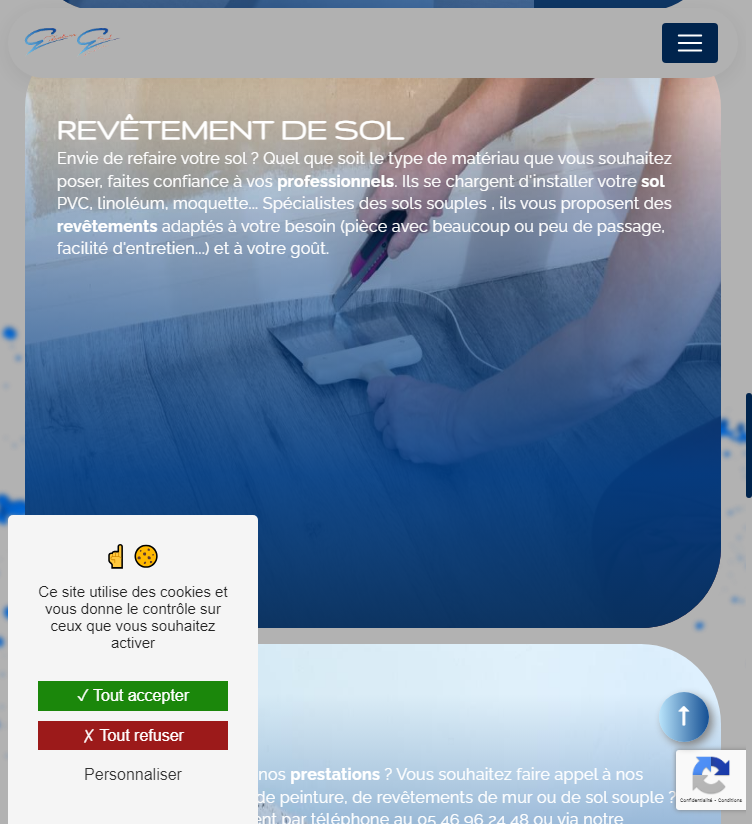 REVÊTEMENT DE SOL
Envie de refaire votre sol ? Quel que soit le type de matériau que vous souhaitez
poser, faites confiance à vos professionnels. Ils se chargent d'installer votre sol
PVC, linoléum, moquette... Spécialistes des sols souples , ils vous proposent des
revêtements adaptés à votre besoin (pièce avec beaucoup ou peu de passage,
facilité d'entretien...) et à votre goût.
Ce site utilise des cookies et
vous donne le contrôle sur
ceux que vous souhaitez
activer
✓ Tout accepter
✗ Tout refuser
Personnaliser
nos prestations ? Vous souhaitez faire appel à nos
de peinture, de revêtements de mur ou de sol souple ?
ent par téléphone au 05 46 96 24 48 ou via notre
Confidentialité - Conditions